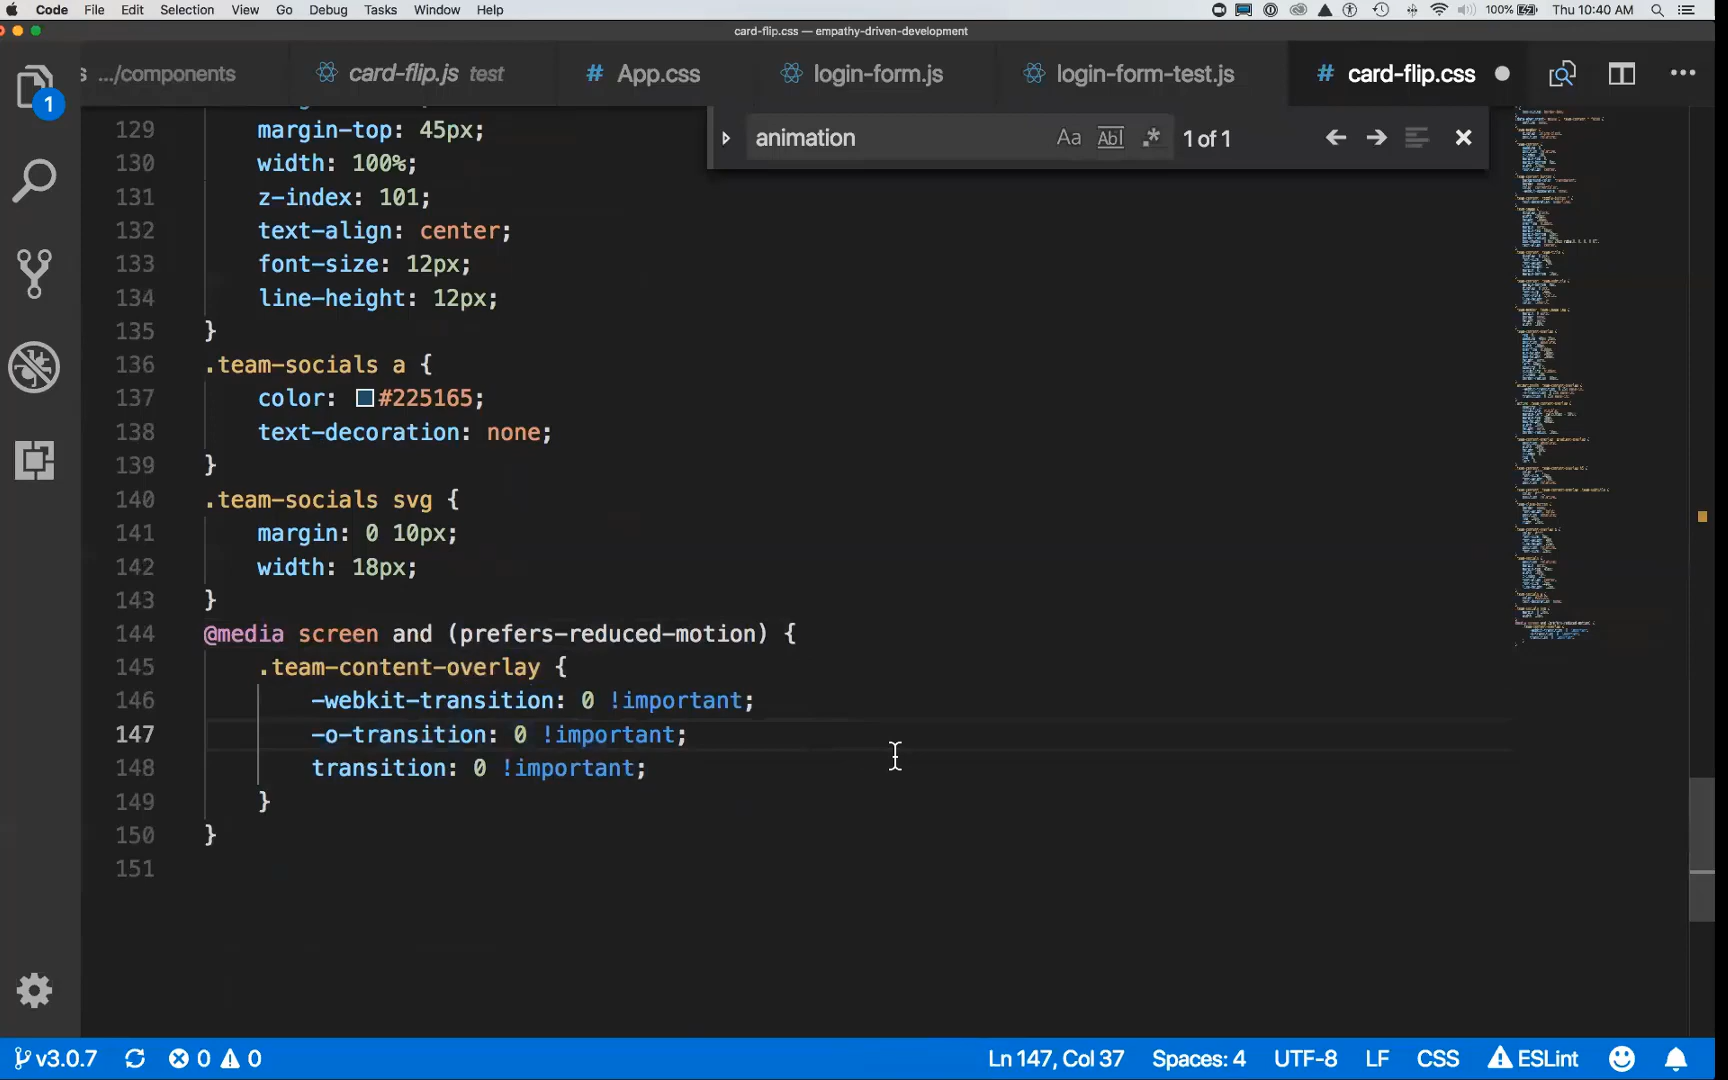 Code File Edit Selection View Go Debug Tasks Window Help 100% Thu 10:40 AM
card-flip.css — empathy-driven-development
s .../components card-flip.js test # App.css login-form.js login-form-test.js # card-flip.css
1
animation Aa Abl .* 1 of 1
129 margin-top: 45px;
130 width: 100%;
131 z-index: 101;
132 text-align: center;
133 font-size: 12px;
134 line-height: 12px;
135 }
136 .team-socials a {
137 color: #225165;
138 text-decoration: none;
139 }
140 .team-socials svg {
141 margin: 0 10px;
142 width: 18px;
143 }
144 @media screen and (prefers-reduced-motion) {
145 .team-content-overlay {
146 -webkit-transition: 0 !important;
147 -o-transition: 0 !important;
148 transition: 0 !important;
149 }
150 }
151
v3.0.7 0 0 Ln 147, Col 37 Spaces: 4 UTF-8 LF CSS ESLint